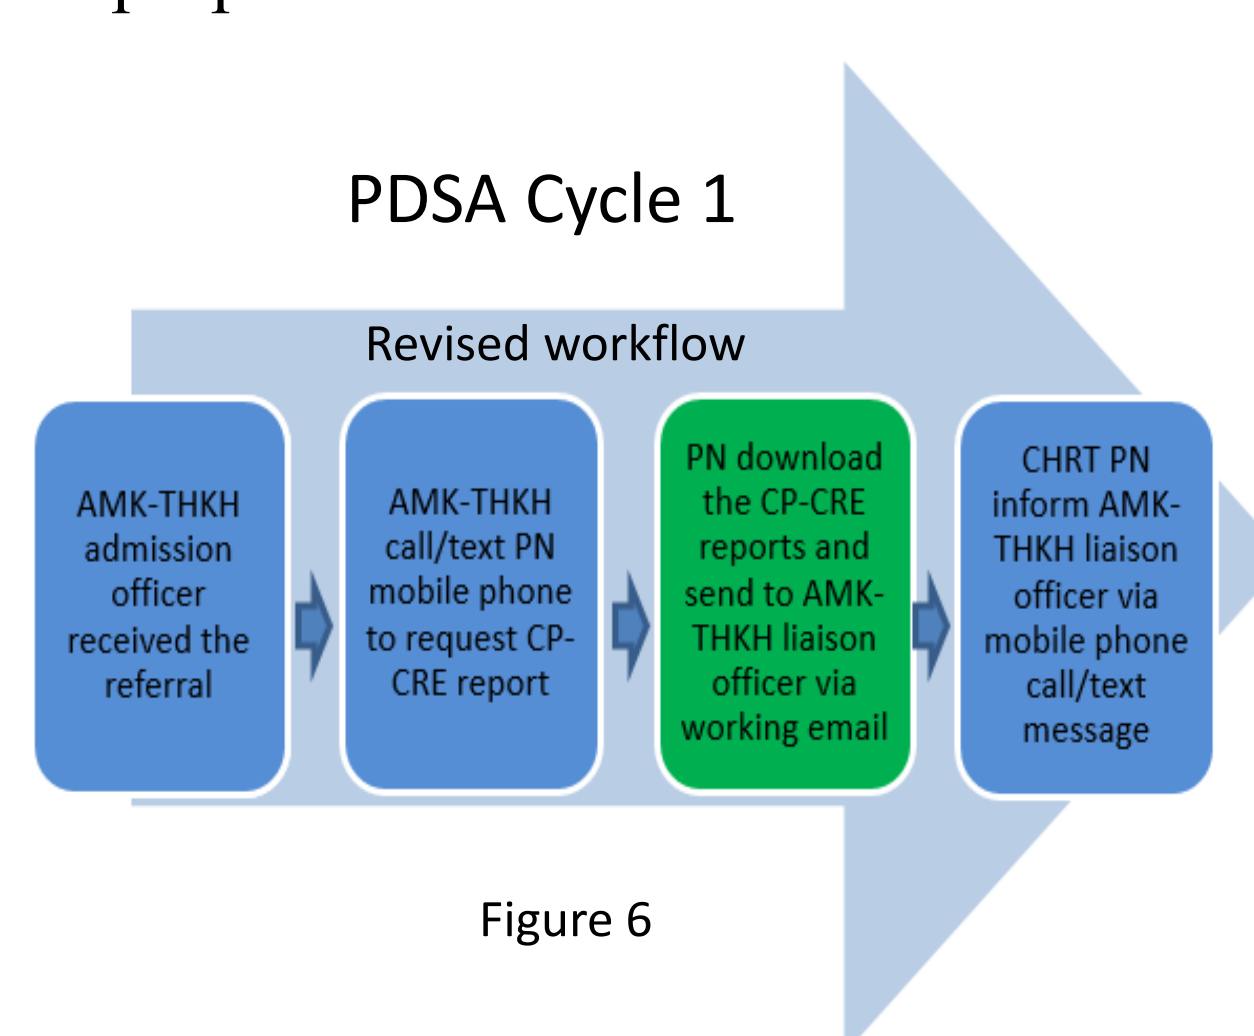 PDSA Cycle 1
Revised workflow
AMK-THKH
admission
officer
received the
referral
AMK-THKH
call/text PN
mobile phone
to request CP-
CRE report
PN download
the CP-CRE
reports and
send to AMK-
THKH liaison
officer via
working email
CHRT PN
inform AMK-
THKH liaison
officer via
mobile phone
call/text
message
Figure 6